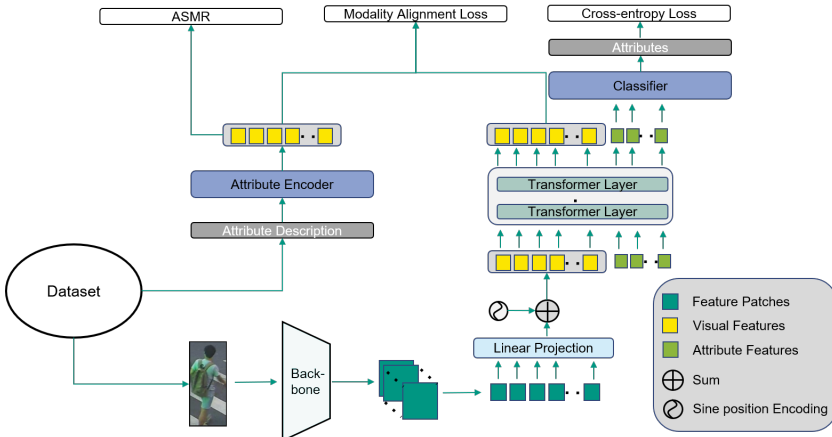 ASMR
Modality Alignment Loss
Cross-entropy Loss
Attributes
Classifier
Attribute Encoder
Transformer Layer
Transformer Layer
Attribute Description
Dataset
Linear Projection
Back-
bone
Feature Patches
Visual Features
Attribute Features
Sum
Sine position Encoding